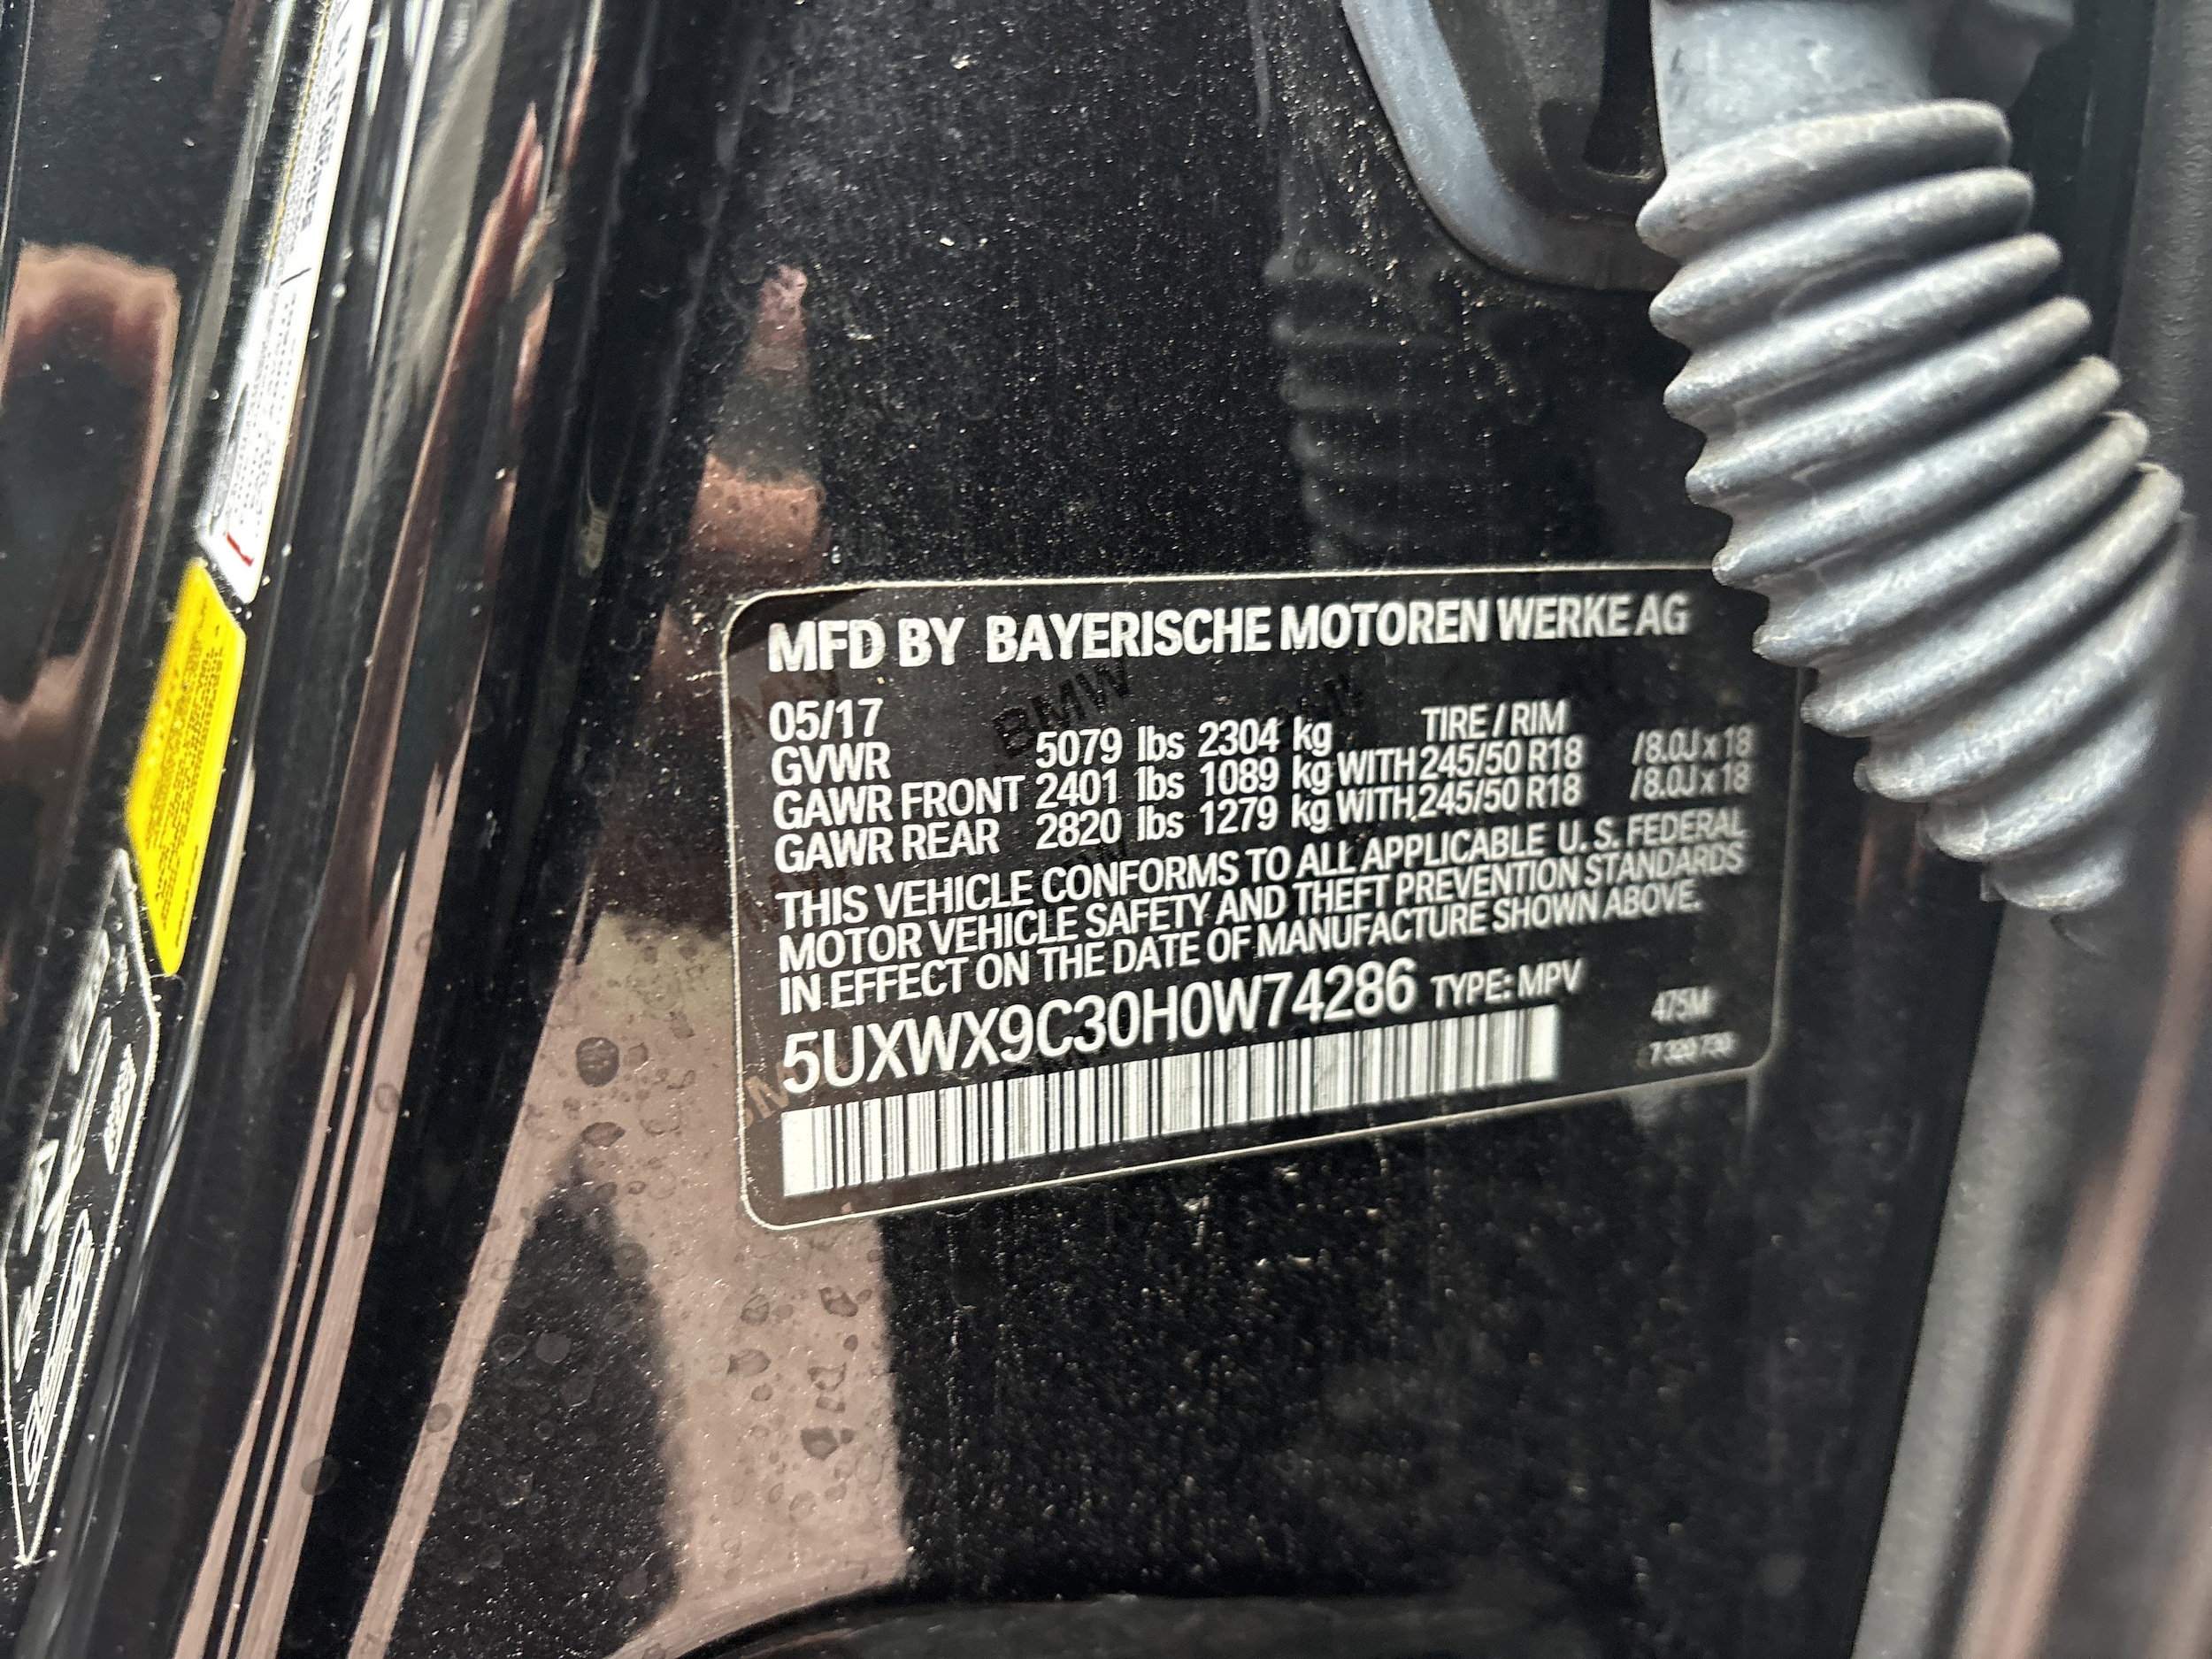 MFD BY BAYERISCHE MOTOREN WERKE AG
05/17 TIRE / RIM
GVWR 5079 lbs 2304 kg
GAWR FRONT 2401 lbs 1089 kg WITH 245/50 R18 /8.0J x 18
GAWR REAR 2820 lbs 1279 kg WITH 245/50 R18 /8.0J x 18
THIS VEHICLE CONFORMS TO ALL APPLICABLE U. S. FEDERAL
MOTOR VEHICLE SAFETY AND THEFT PREVENTION STANDARDS
IN EFFECT ON THE DATE OF MANUFACTURE SHOWN ABOVE.
5UXWX9C30H0W74286 TYPE: MPV
475M
BMW